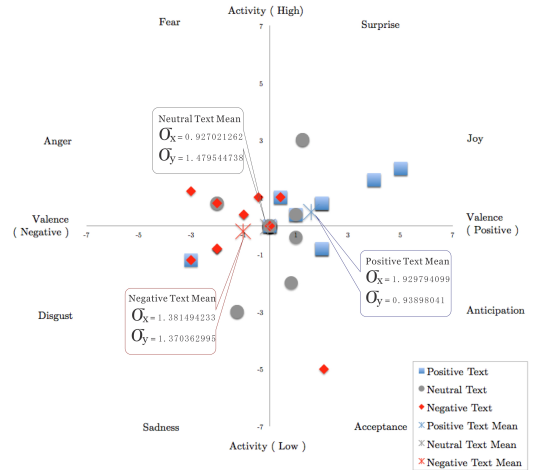 Activity ( High)
Fear
Surprise
7
5
Neutral Text Mean
σx=0.927021262
σy=1.479544738
3
Anger
Joy
1
Valence
( Negative )
-7
-5
-3
-1
1
3
5
7
Valence
( Positive )
-1
Positive Text Mean
σx=1.929794099
σy=0.93898041
Negative Text Mean
σx=1.381494233
σy=1.370362995
-3
Disgust
Anticipation
-5
Positive Text
Neutral Text
Negative Text
Positive Text Mean
Neutral Text Mean
Negative Text Mean
Sadness
Acceptance
-7
Activity ( Low )